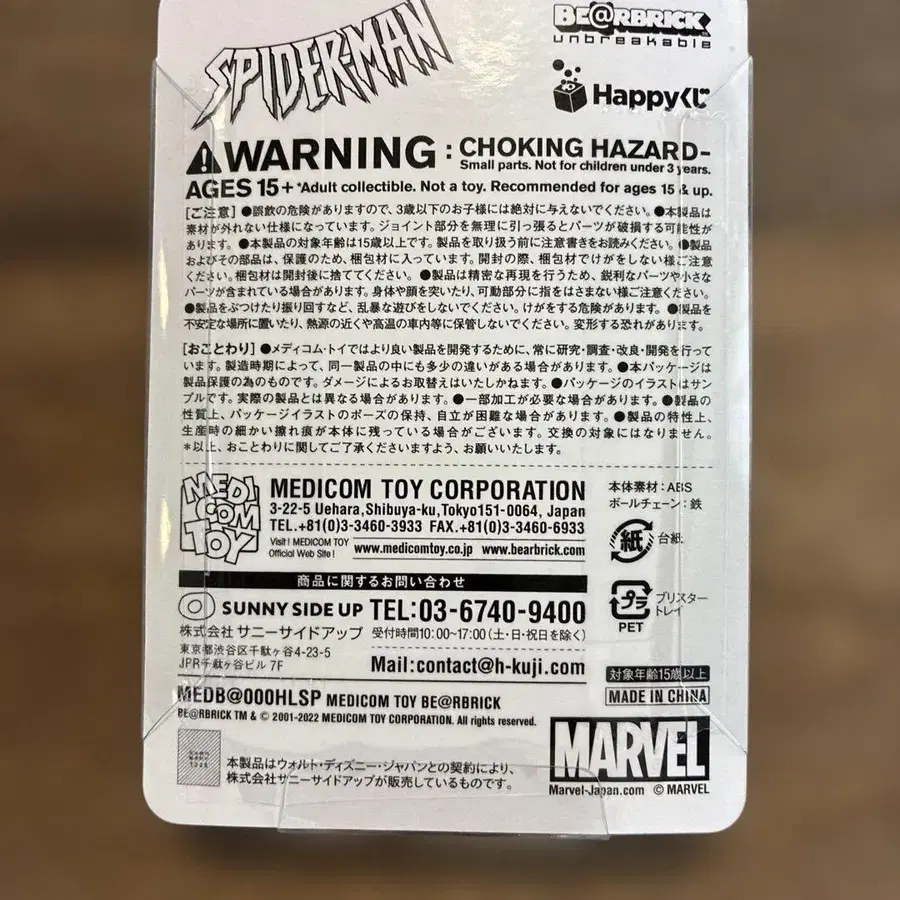 SPIDER-MAN
BE@RBRICK
unbreakable
Happyくじ
WARNING : CHOKING HAZARD-
Small parts. Not for children under 3 years.
AGES 15+ *Adult collectible. Not a toy. Recommended for ages 15 & up.
[ご注意] ●誤飲の危険がありますので、3歳以下のお子様には絶対に与えないでください。●本製品は
素材が外れない仕様になっています。ジョイント部分を無理に引っ張るとパーツが破損する可能性が
あります。●本製品の対象年齢は15歳以上です。製品を取り扱う前に注意書きをお読みください。●製品
およびその部品は、保護のため、梱包材に入っています。開封の際、梱包材でけがをしない様ご注意
ください。梱包材は開封後に捨ててください。●製品は精密な再現を行うため、鋭利なパーツや小さな
パーツが含まれている場合があります。身体や顔を突いたり、可動部分に指をはさまない様ご注意ください。
●製品をぶつけたり振り回すなど、乱暴な遊びをしないでください。けがをする危険があります。●製品を
不安定な場所に置いたり、熱源の近くや高温の車内等に保管しないでください。変形する恐れがあります。
[おことわり] ●メディコム・トイではより良い製品を開発するために、常に研究・調査・改良・開発を行って
います。製造時期によって、同一製品の中にも多少の違いがある場合があります。●本パッケージは
製品保護の為のものです。ダメージによるお取替えはいたしかねます。●パッケージのイラストはサン
プルです。実際の製品とは異なる場合があります。●一部加工が必要な場合があります。●製品の
性質上、パッケージイラストのポーズの保持、自立が困難な場合があります。●製品の特性上、
生産時の細かい擦れ痕が本体に残っている場合がございます。交換の対象にはなりません。
*以上、おことわりに関してご了承くださいますよう、お願いいたします。
MEDI
COM
TOY
MEDICOM TOY CORPORATION
3-22-5 Uehara,Shibuya-ku,Tokyo151-0064, Japan
TEL.+81(0)3-3460-3933 FAX.+81(0)3-3460-6933
Visit! MEDICOM TOY
Official Web Site!
www.medicomtoy.co.jp www.bearbrick.com
本体素材:ABS
ボールチェーン:鉄
紙
台紙
プラ
PET
ブリスター
トレイ
商品に関するお問い合わせ
SUNNY SIDE UP TEL:03-6740-9400
株式会社 サニーサイドアップ 受付時間10:00~17:00(土・日・祝日を除く)
東京都渋谷区千駄ヶ谷4-23-5
JPR千駄ヶ谷ビル 7F
Mail:contact@h-kuji.com
対象年齢15歳以上
MADE IN CHINA
MEDB@000HLSP MEDICOM TOY BE@RBRICK
BE@RBRICK TM & © 2001-2022 MEDICOM TOY CORPORATION. All rights reserved.
本製品はウォルト・ディズニー・ジャパンとの契約により、
株式会社サニーサイドアップが販売しているものです。
MARVEL
Marvel-Japan.com © MARVEL